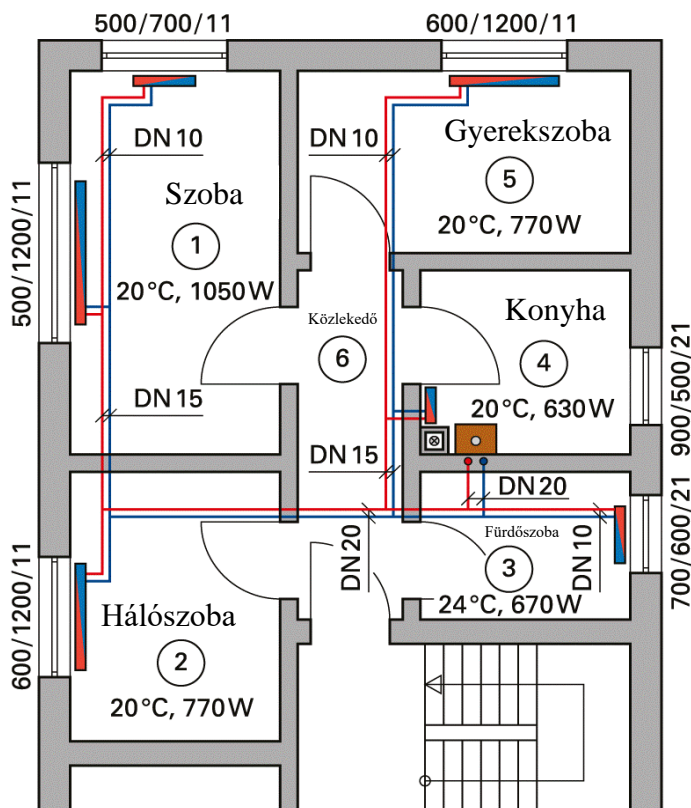 500/700/11
600/1200/11
DN 10
DN 10
Gyerekszoba
5
20°C, 770W
Szoba
1
20°C, 1050W
500/1200/11
Közlekedő
6
Konyha
4
20°C, 630W
900/500/21
DN 15
DN 15
DN 20
DN 20
DN 10
Fürdőszoba
3
24°C, 670W
700/600/21
600/1200/11
Hálószoba
2
20°C, 770W